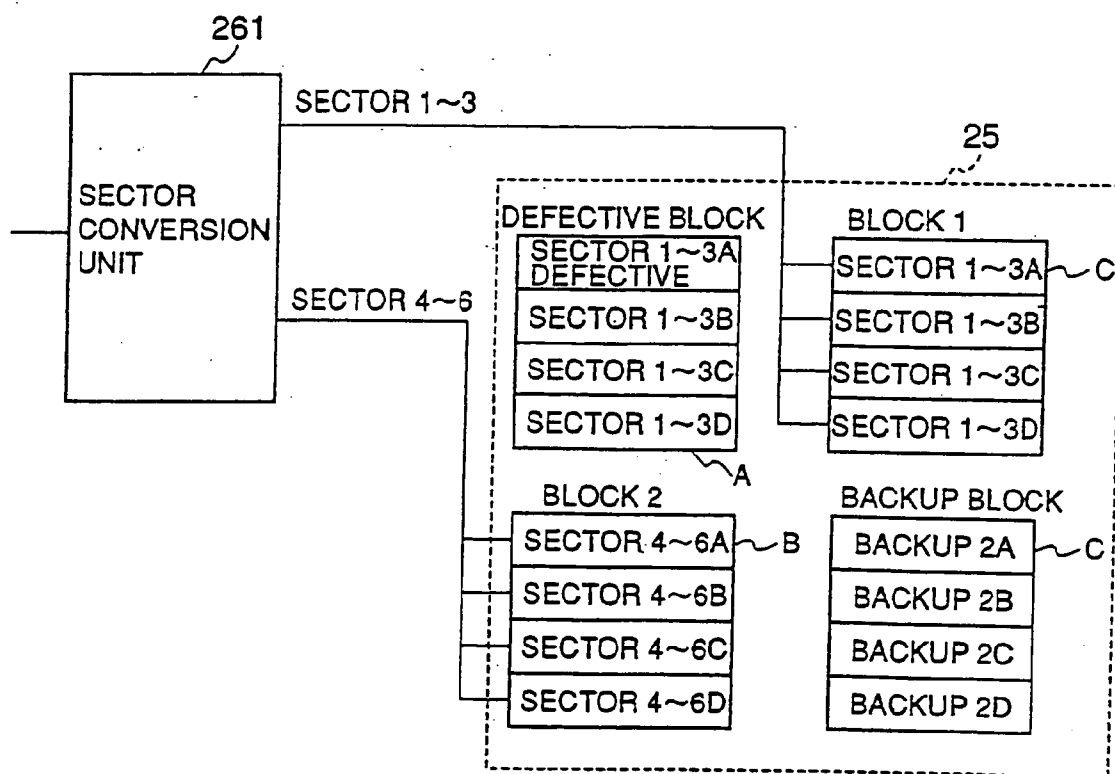 261
SECTOR 1~3
SECTOR
CONVERSION
UNIT
SECTOR 4~6
25
DEFECTIVE BLOCK
SECTOR 1~3A
DEFECTIVE
SECTOR 1~3B
SECTOR 1~3C
SECTOR 1~3D
A
BLOCK 1
SECTOR 1~3A
C
SECTOR 1~3B
SECTOR 1~3C
SECTOR 1~3D
BLOCK 2
SECTOR 4~6A
B
SECTOR 4~6B
SECTOR 4~6C
SECTOR 4~6D
BACKUP BLOCK
BACKUP 2A
C
BACKUP 2B
BACKUP 2C
BACKUP 2D